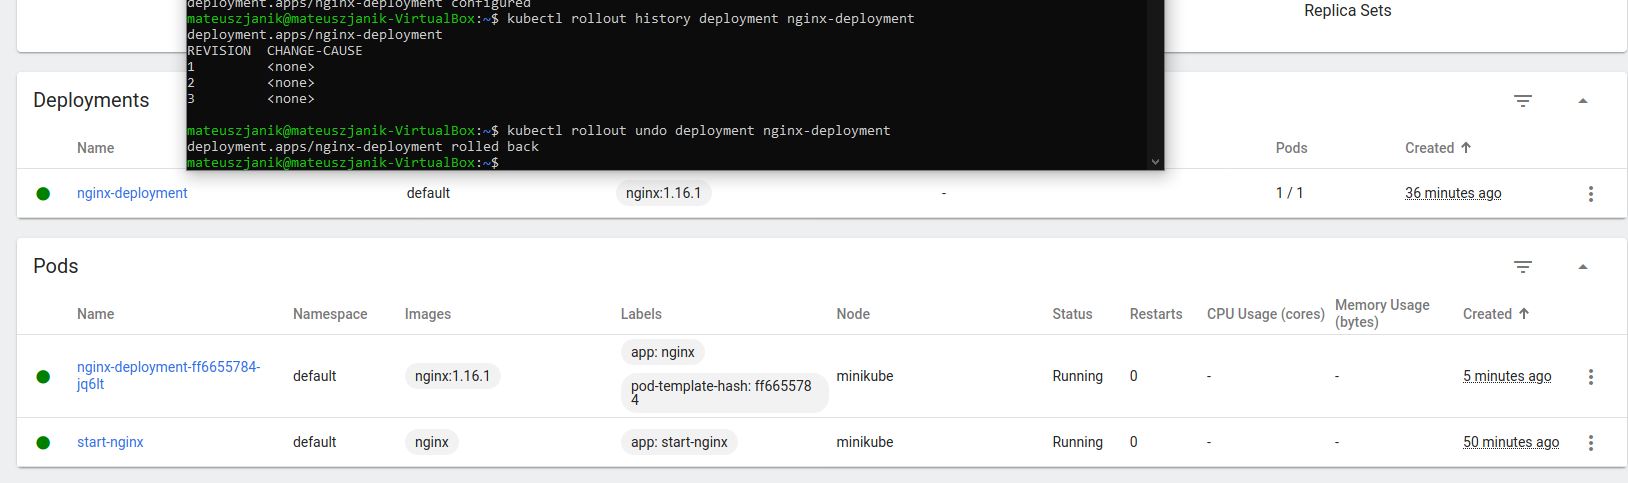 deployment.apps/nginx-deployment configured
mateuszjanik@mateuszjanik-VirtualBox:~$ kubectl rollout history deployment nginx-deployment
deployment.apps/nginx-deployment
REVISION  CHANGE-CAUSE
1         <none>
2         <none>
3         <none>
mateuszjanik@mateuszjanik-VirtualBox:~$ kubectl rollout undo deployment nginx-deployment
deployment.apps/nginx-deployment rolled back
mateuszjanik@mateuszjanik-VirtualBox:~$
Replica Sets
Deployments
Name Pods Created
nginx-deployment default nginx:1.16.1 - 1 / 1 36 minutes ago
Pods
Name Namespace Images Labels Node Status Restarts CPU Usage (cores) Memory Usage (bytes) Created
nginx-deployment-ff6655784-
jq6lt
default
nginx:1.16.1
app: nginx
pod-template-hash: ff665578
4
minikube Running 0 - - 5 minutes ago
start-nginx default nginx app: start-nginx minikube Running 0 - - 50 minutes ago